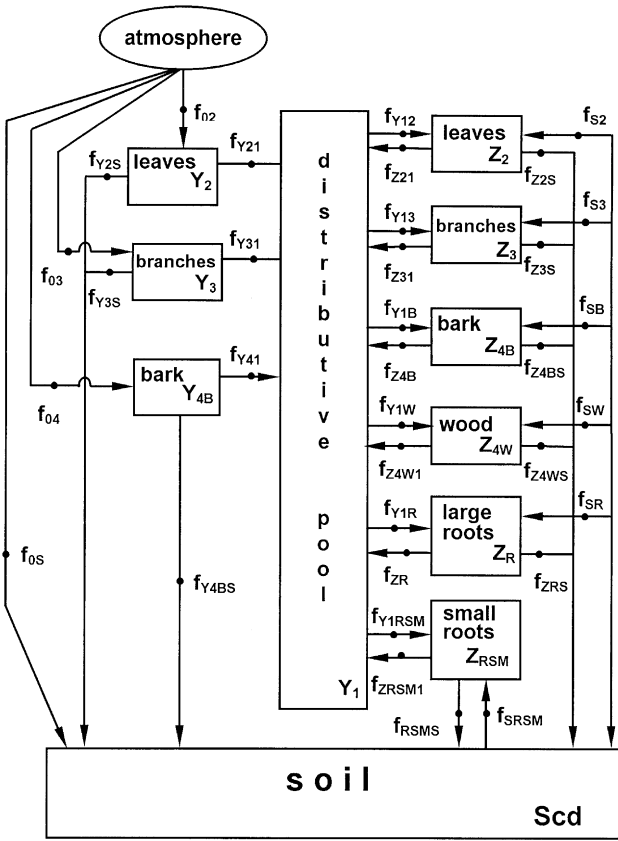 atmosphere
f02
fY2S
leaves
Y2
fY21
f03
branches
Y3
fY31
fY3S
f04
bark
Y4B
fY41
f0S
fY4BS
distributive
pool
Y1
fY12
fZ21
leaves
Z2
fS2
fZ2S
fY13
fZ31
branches
Z3
fS3
fZ3S
fY1B
fZ4B
bark
Z4B
fSB
fZ4BS
fY1W
fZ4W1
wood
Z4W
fSW
fZ4WS
fY1R
fZR
large
roots
ZR
fSR
fZRS
fY1RSM
fZRSM1
small
roots
ZRSM
fRSMS
fSRSM
soil
Scd